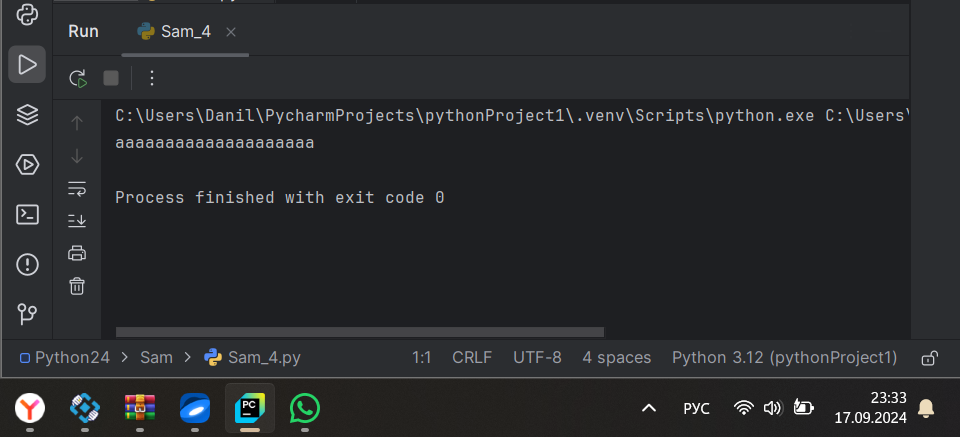 Run Sam_4
C:\Users\Danil\PycharmProjects\pythonProject1\.venv\Scripts\python.exe C:\Users\
aaaaaaaaaaaaaaaaaaaa
Process finished with exit code 0
Python24 > Sam > Sam_4.py 1:1 CRLF UTF-8 4 spaces Python 3.12 (pythonProject1)
РУС 23:33
17.09.2024